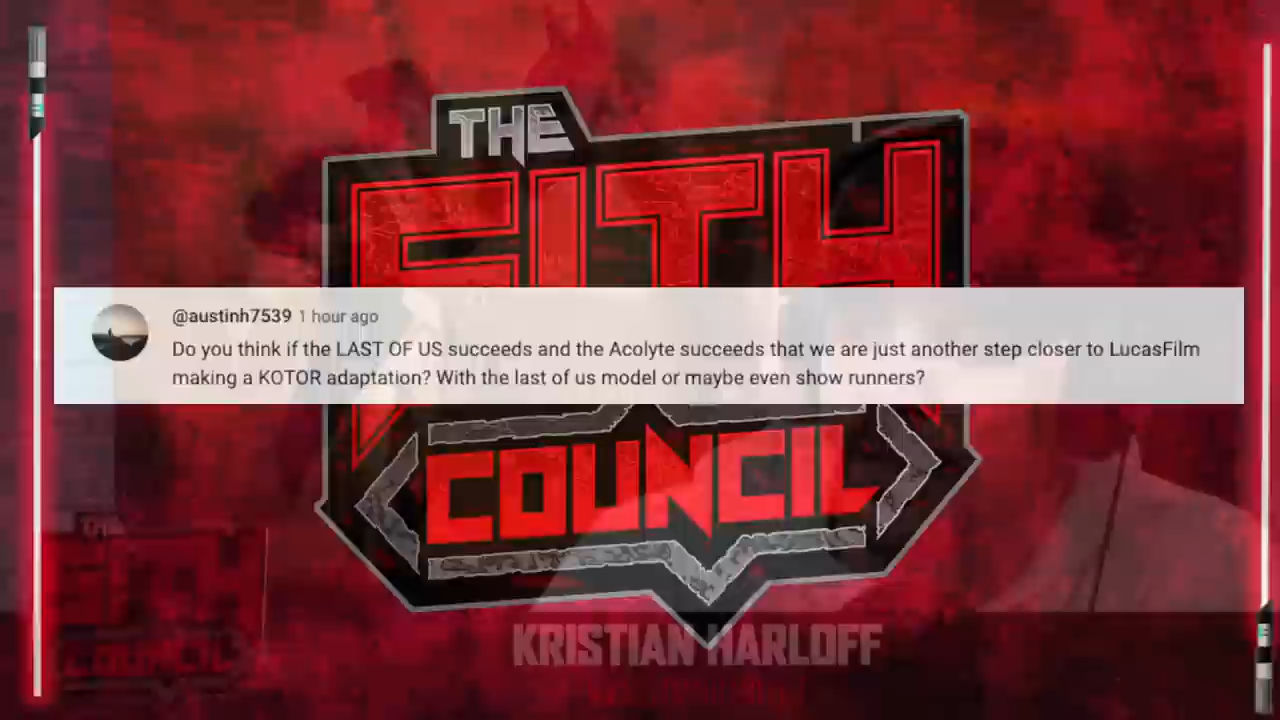 THE
SITH
@austinh7539 1 hour ago
Do you think if the LAST OF US succeeds and the Acolyte succeeds that we are just another step closer to LucasFilm
making a KOTOR adaptation? With the last of us model or maybe even show runners?
COUNCIL
KRISTIAN HARLOFF